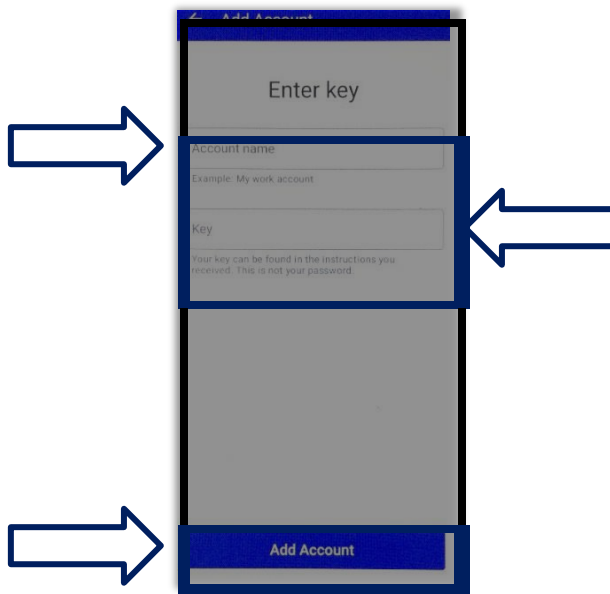 Add Account
Enter key
Account name
Example: My work account
Key
Your key can be found in the instructions you
received. This is not your password.
Add Account